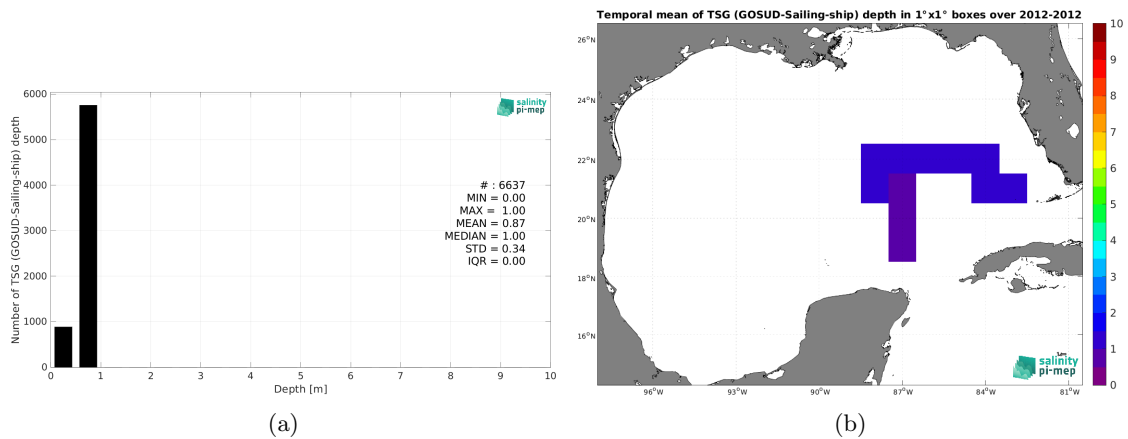 Number of TSG (GOSUD-Sailing-ship) depth
6000
5000
4000
3000
2000
1000
0
0 1 2 3 4 5 6 7 8 9 10
Depth [m]
salinity
pi-mep
# : 6637
MIN = 0.00
MAX = 1.00
MEAN = 0.87
MEDIAN = 1.00
STD = 0.34
IQR = 0.00
(a)
Temporal mean of TSG (GOSUD-Sailing-ship) depth in 1°x1° boxes over 2012-2012
26°N
24°N
22°N
20°N
18°N
16°N
96°W 93°W 90°W 87°W 84°W 81°W
salinity
pi-mep
10
9
8
7
6
5
4
3
2
1
0
(b)